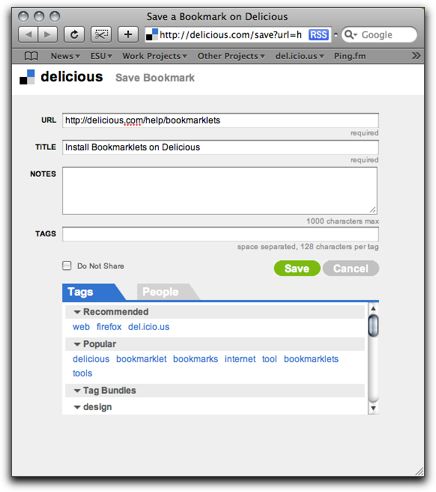 Save a Bookmark on Delicious
http://delicious.com/save?url=h RSS Google
News ESU Work Projects Other Projects del.icio.us Ping.fm
delicious Save Bookmark
URL http://delicious.com/help/bookmarklets
required
TITLE Install Bookmarklets on Delicious
required
NOTES
1000 characters max
TAGS
space separated, 128 characters per tag
Do Not Share Save Cancel
Tags People
Recommended
web firefox del.icio.us
Popular
delicious bookmarklet bookmarks internet tool bookmarklets
tools
Tag Bundles
design